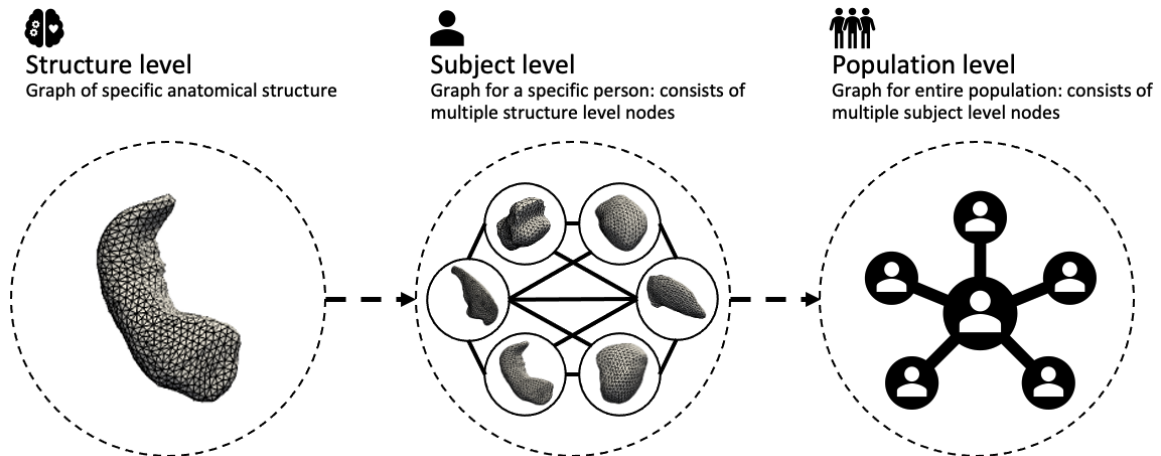 Structure level
Graph of specific anatomical structure
Subject level
Graph for a specific person: consists of
multiple structure level nodes
Population level
Graph for entire population: consists of
multiple subject level nodes